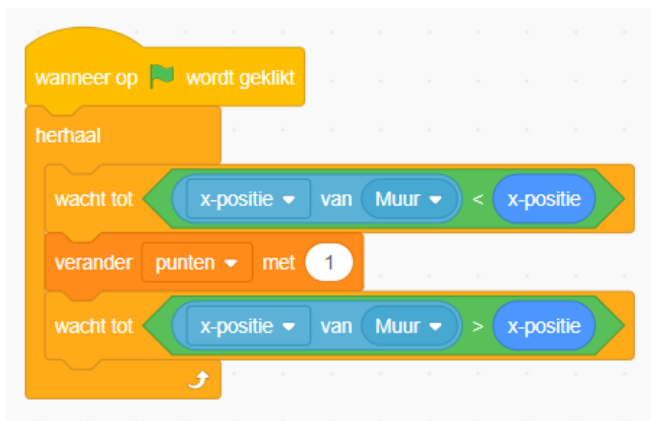 wanneer op wordt geklikt
herhaal
wacht tot x-positie van Muur < x-positie
verander punten met 1
wacht tot x-positie van Muur > x-positie